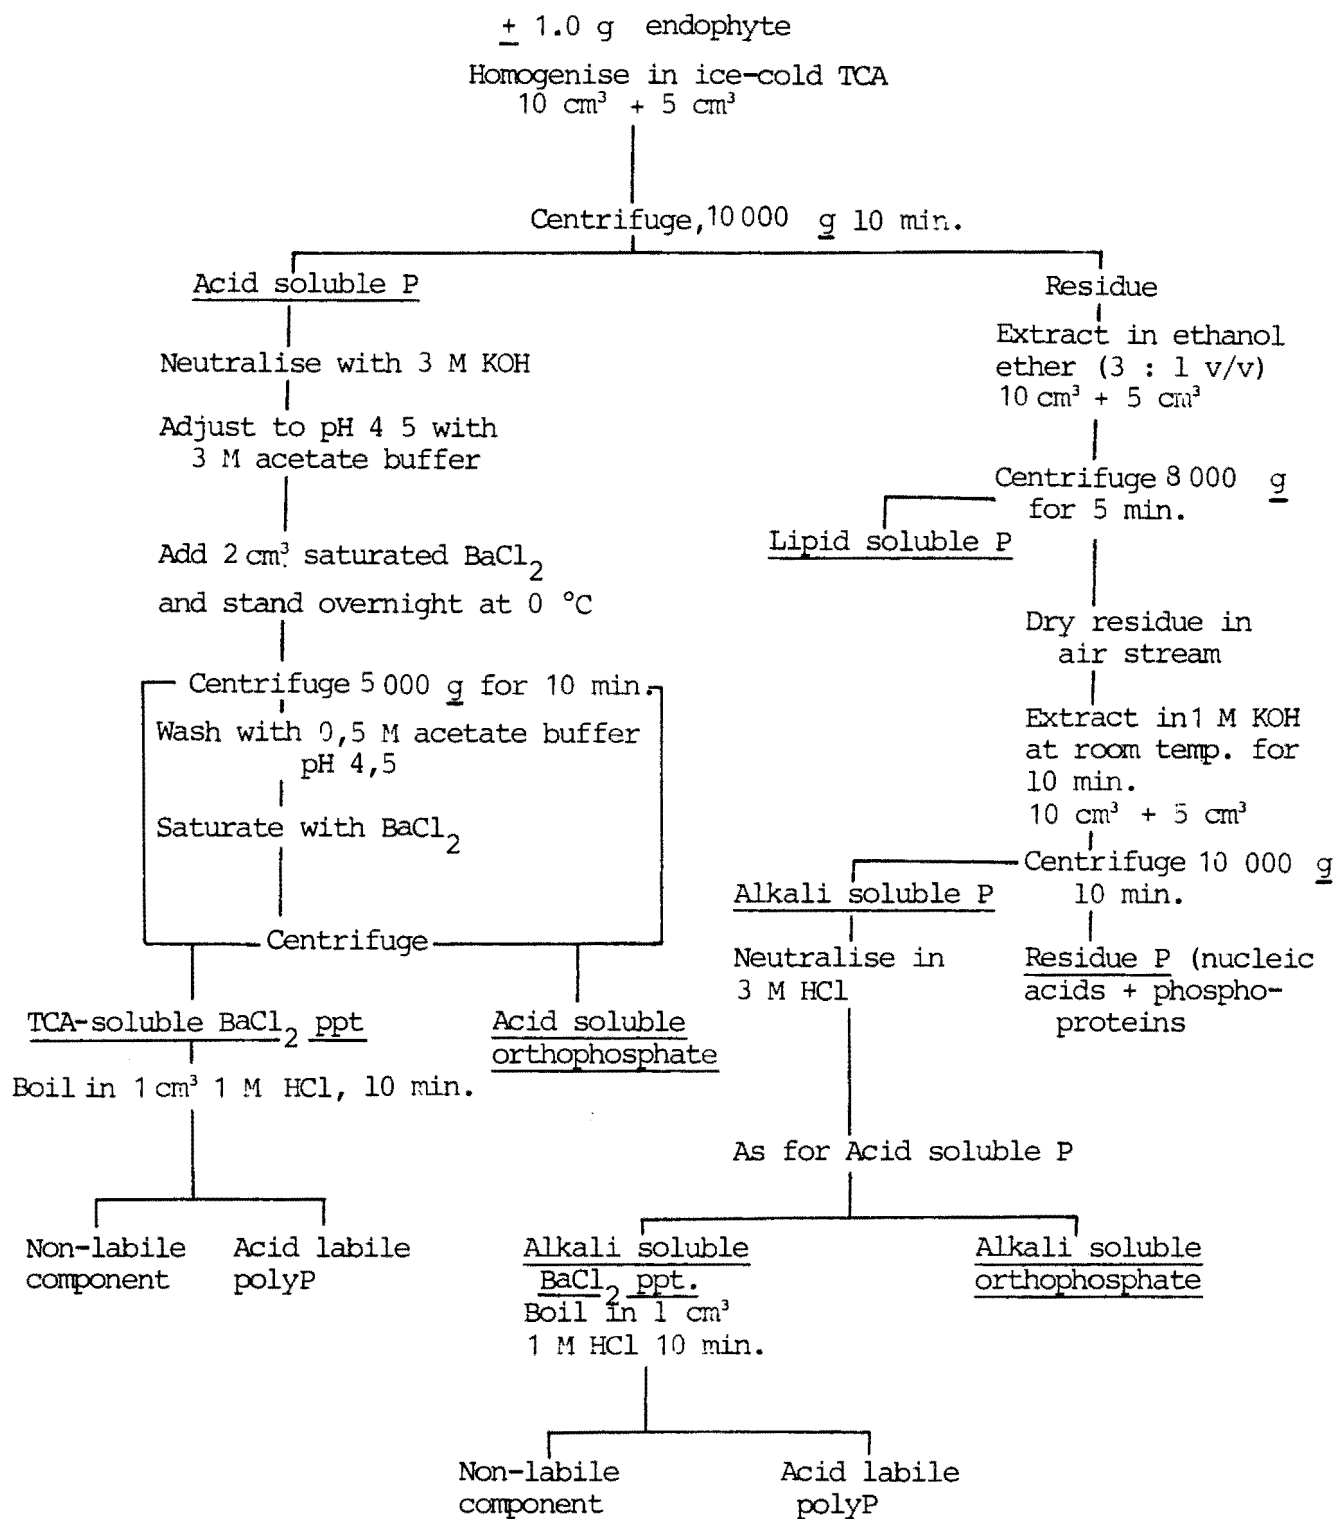 ± 1.0 g endophyte
Homogenise in ice-cold TCA
10 cm³ + 5 cm³
Centrifuge, 10 000 g 10 min.
Acid soluble P
Neutralise with 3 M KOH
Adjust to pH 4 5 with
3 M acetate buffer
Add 2 cm³ saturated BaCl₂
and stand overnight at 0 °C
Centrifuge 5 000 g for 10 min.
Wash with 0,5 M acetate buffer
pH 4,5
Saturate with BaCl₂
Centrifuge
TCA-soluble BaCl₂ ppt
Boil in 1 cm³ 1 M HCl, 10 min.
Non-labile
component
Acid labile
polyP
Acid soluble
orthophosphate
Residue
Extract in ethanol
ether (3 : 1 v/v)
10 cm³ + 5 cm³
Centrifuge 8 000 g
for 5 min.
Lipid soluble P
Dry residue in
air stream
Extract in 1 M KOH
at room temp. for
10 min.
10 cm³ + 5 cm³
Centrifuge 10 000 g
10 min.
Alkali soluble P
Neutralise in
3 M HCl
Residue P (nucleic
acids + phospho-
proteins
As for Acid soluble P
Alkali soluble
BaCl₂ ppt.
Boil in 1 cm³
1 M HCl 10 min.
Alkali soluble
orthophosphate
Non-labile
component
Acid labile
polyP